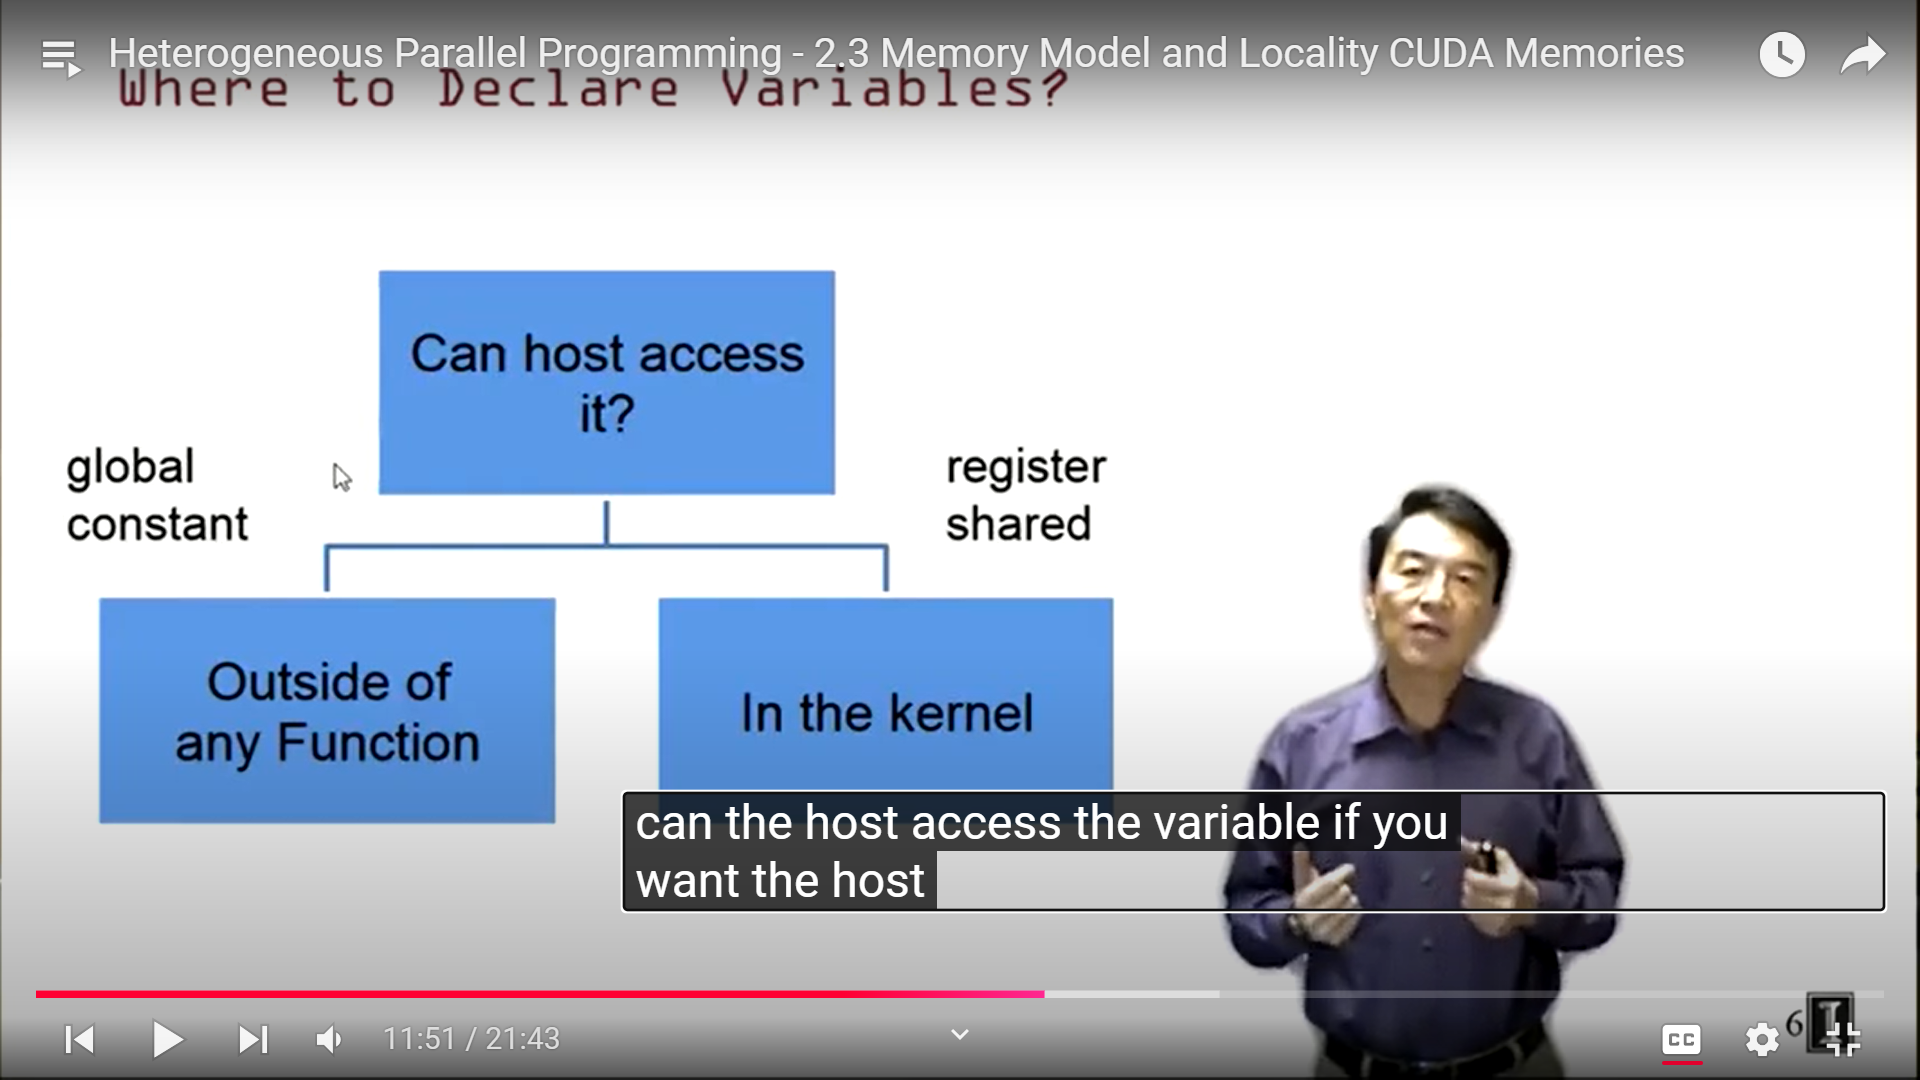 Heterogeneous Parallel Programming - 2.3 Memory Model and Locality CUDA Memories
Where to Declare Variables?
Can host access
it?
global
constant
register
shared
Outside of
any Function
In the kernel
can the host access the variable if you
want the host
11:51 / 21:43
CC
6
I